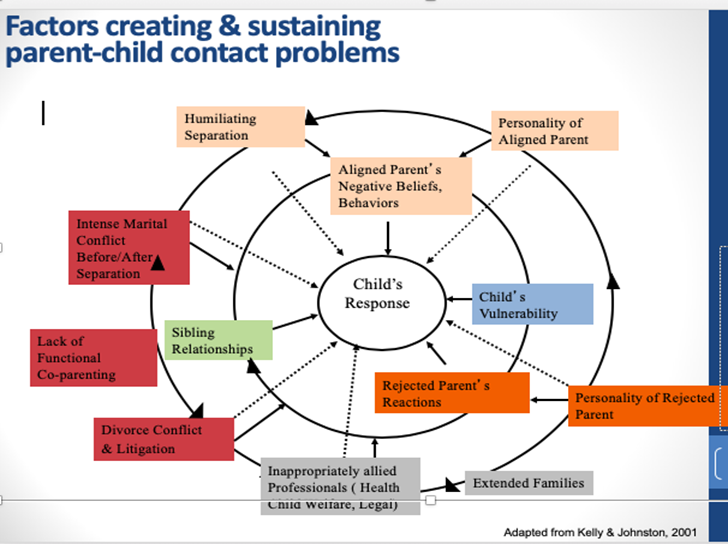 Factors creating & sustaining
parent-child contact problems
Humiliating
Separation
Personality of
Aligned Parent
Aligned Parent's
Negative Beliefs,
Behaviors
Intense Marital
Conflict
Before/After
Separation
Child's
Response
Child's
Vulnerability
Sibling
Relationships
Lack of
Functional
Co-parenting
Rejected Parent's
Reactions
Personality of Rejected
Parent
Divorce Conflict
& Litigation
Inappropriately allied
Professionals ( Health
Child Welfare, Legal)
Extended Families
Adapted from Kelly & Johnston, 2001